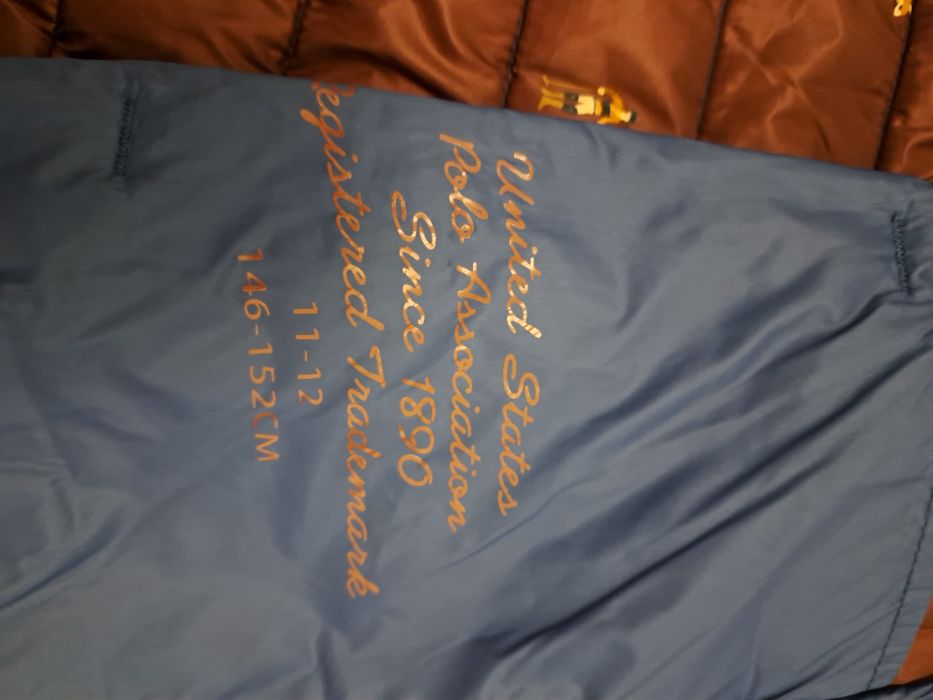 United States
Polo Association
Since 1890
Registered Trademark
11-12
146-152CM